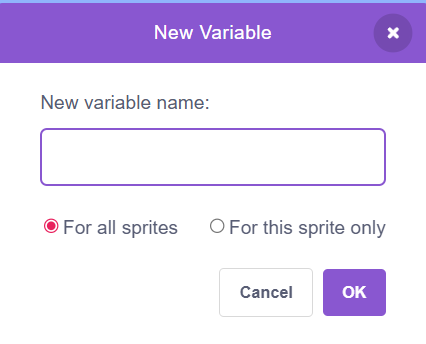 New Variable
New variable name:
For all sprites For this sprite only
Cancel OK